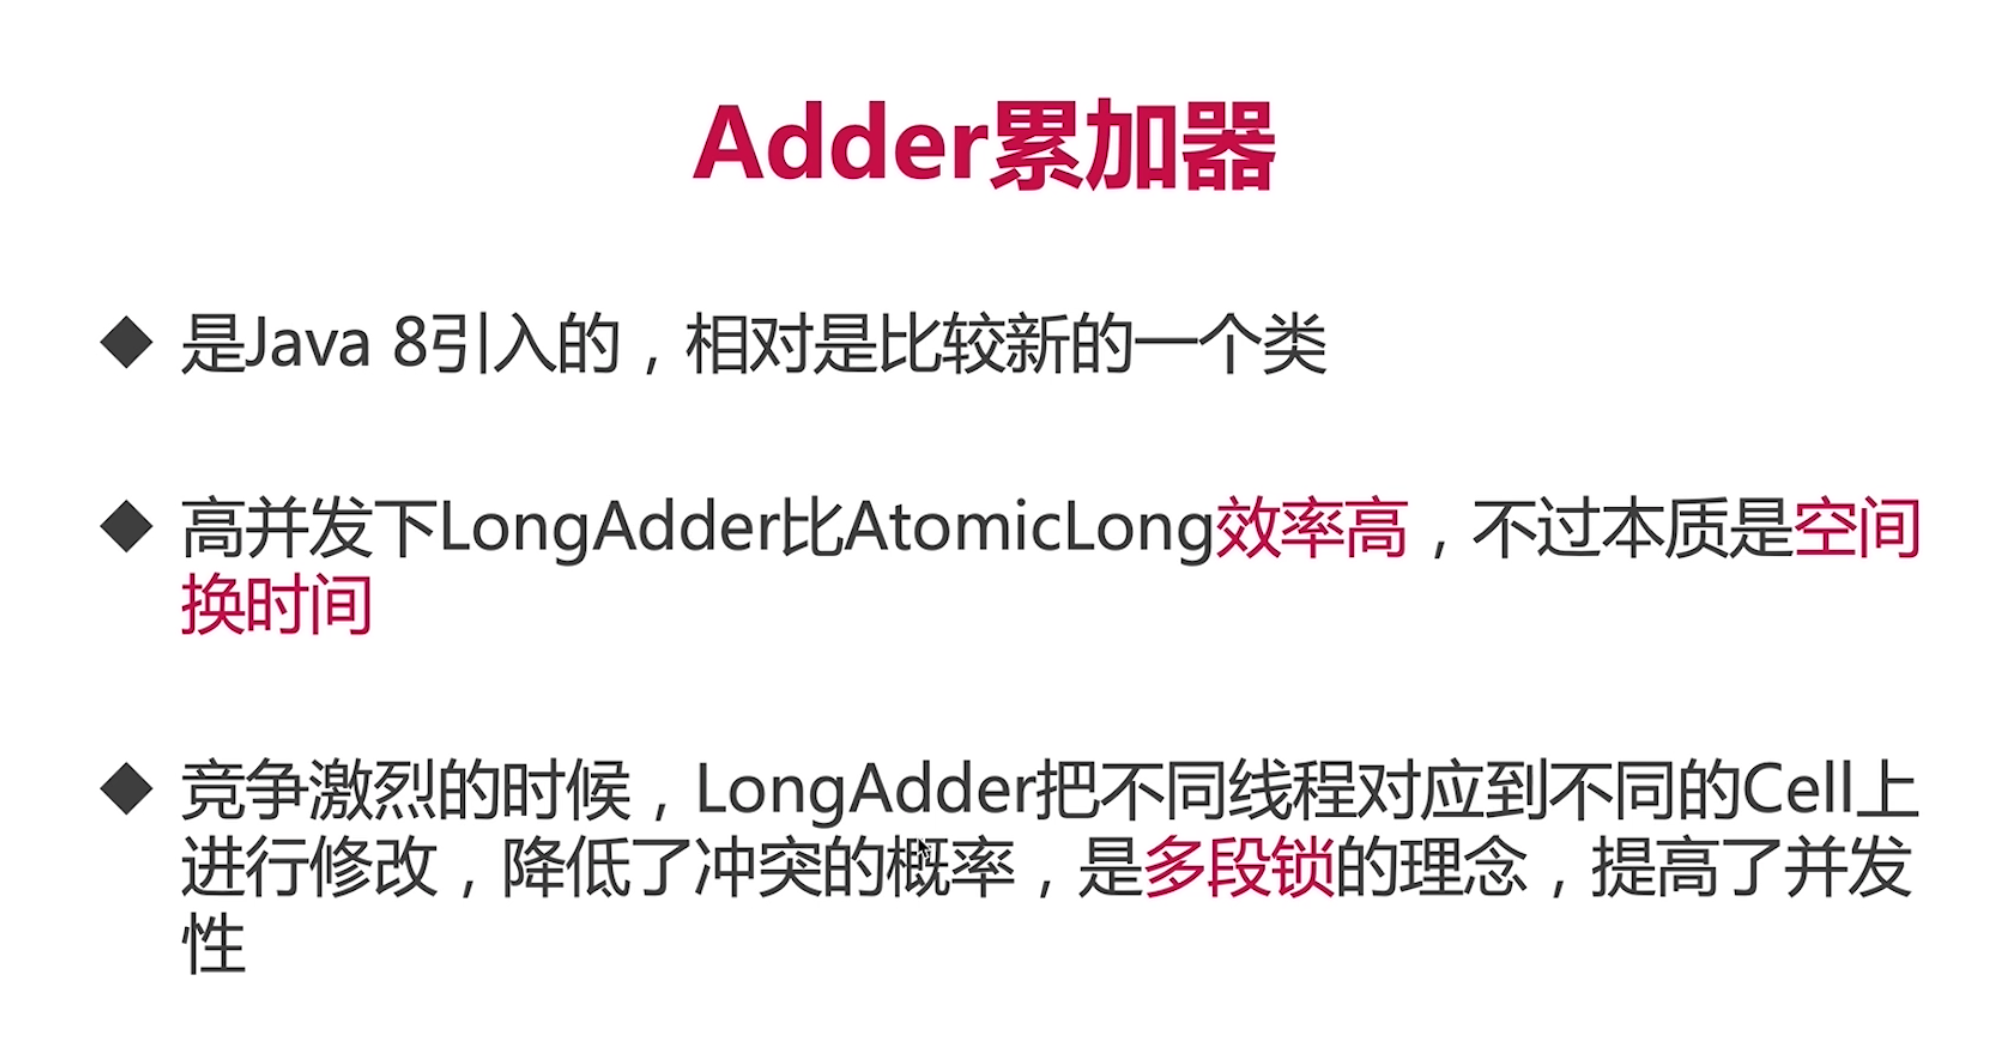 Adder累加器
◆ 是Java 8引入的，相对是比较新的一个类
◆ 高并发下LongAdder比AtomicLong效率高，不过本质是空间
换时间
◆ 竞争激烈的时候，LongAdder把不同线程对应到不同的Cell上
进行修改，降低了冲突的概率，是多段锁的理念，提高了并发
性